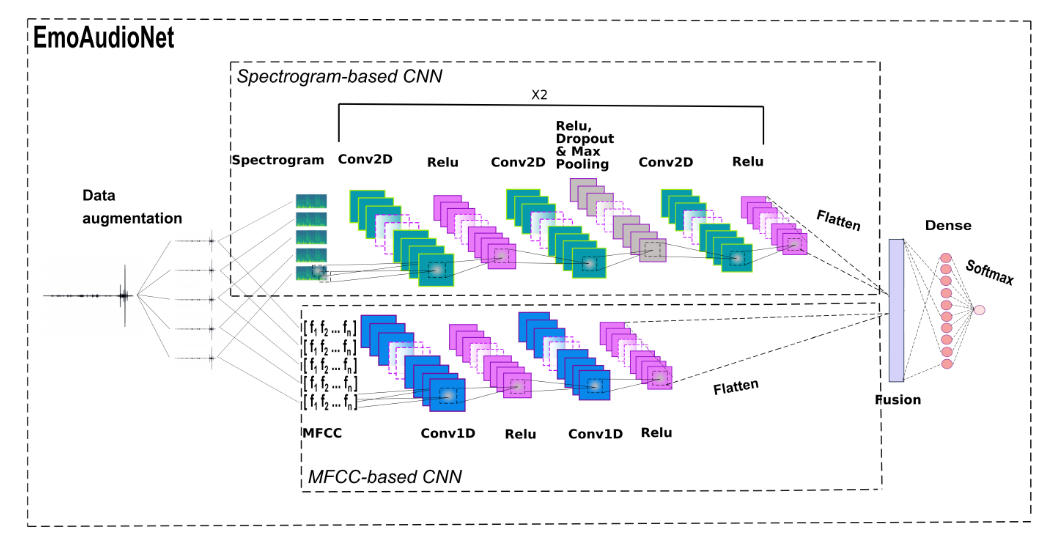 EmoAudioNet
Spectrogram-based CNN
X2
Relu,
Dropout
& Max
Pooling
Spectrogram
Conv2D
Relu
Conv2D
Conv2D
Relu
Data
augmentation
Flatten
Dense
Softmax
[ f1 f2 ... fn]
[ f1 f2 ... fn]
[ f1 f2 ... fn]
[ f1 f2 ... fn]
[ f1 f2 ... fn]
Flatten
Fusion
MFCC
Conv1D
Relu
Conv1D
Relu
MFCC-based CNN